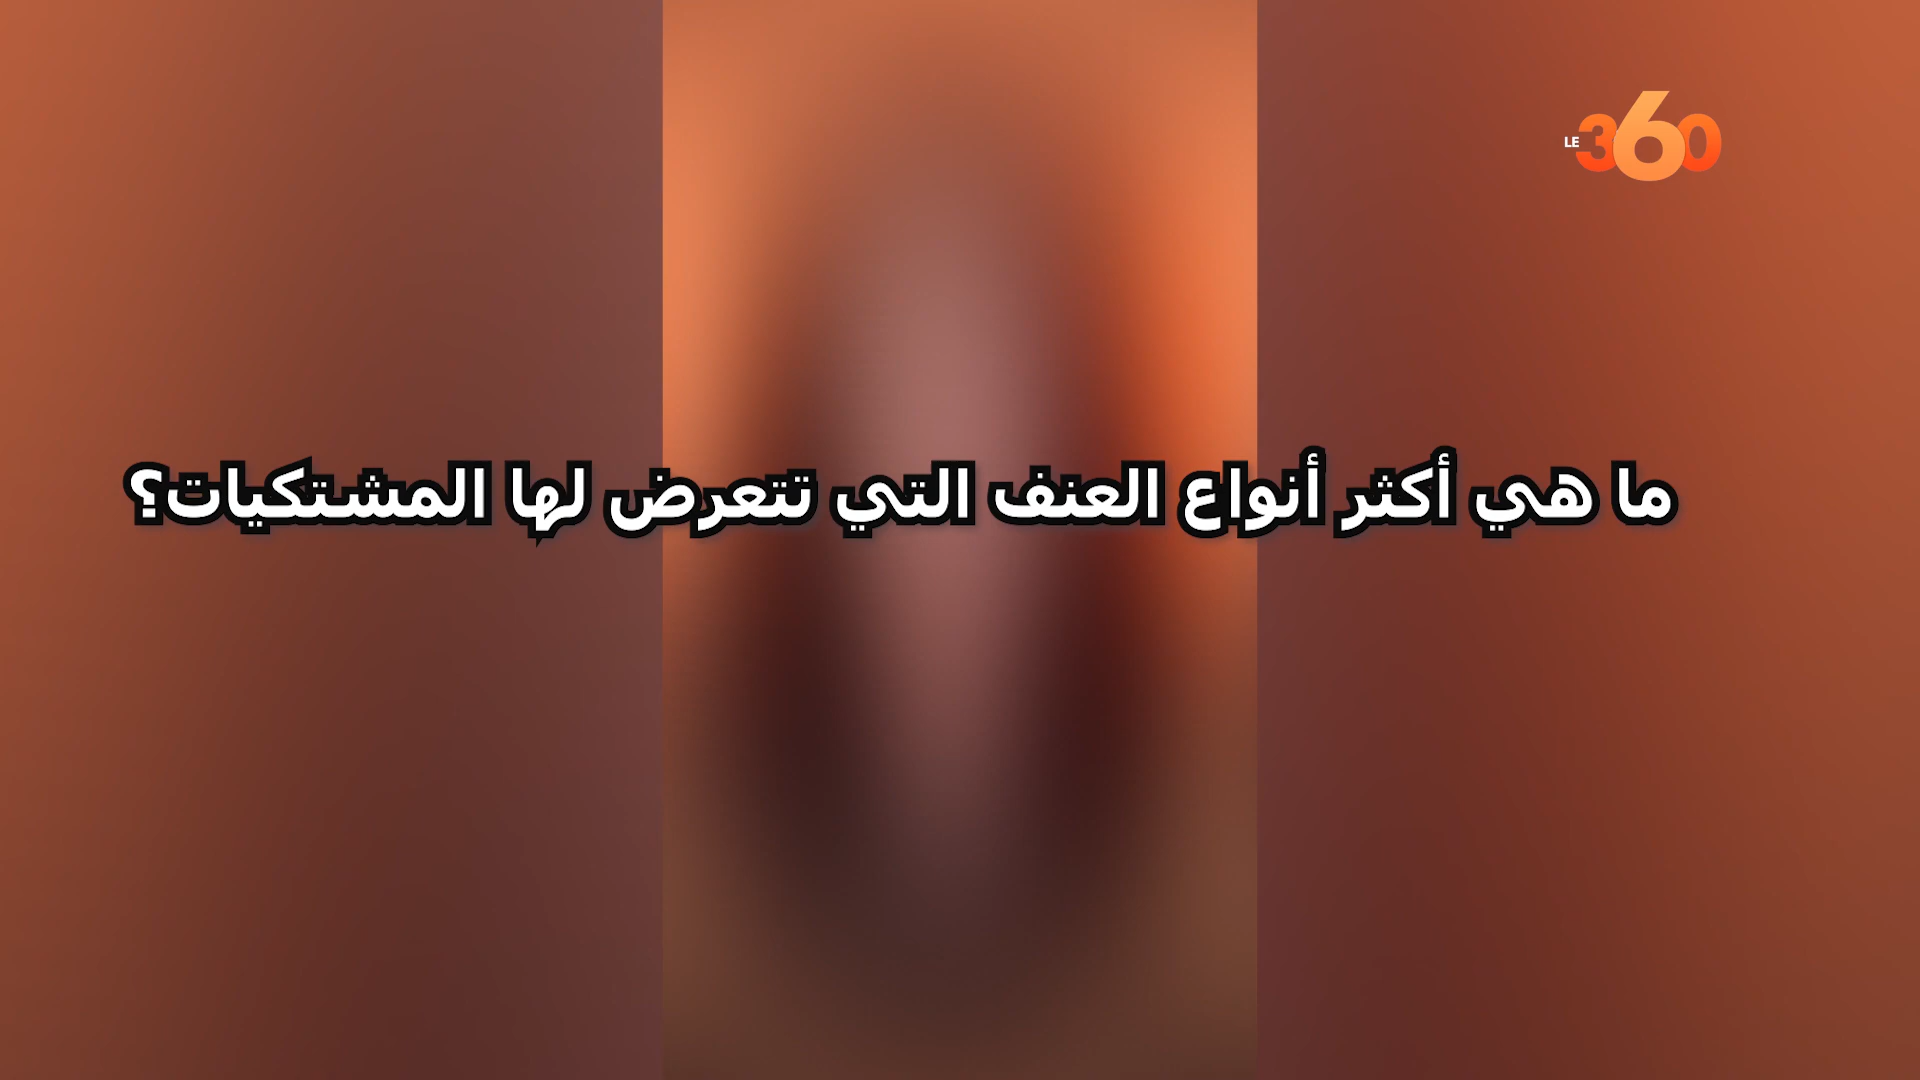 LE 360
ما هي أكثر أنواع العنف التي تتعرض لها المشتكيات؟